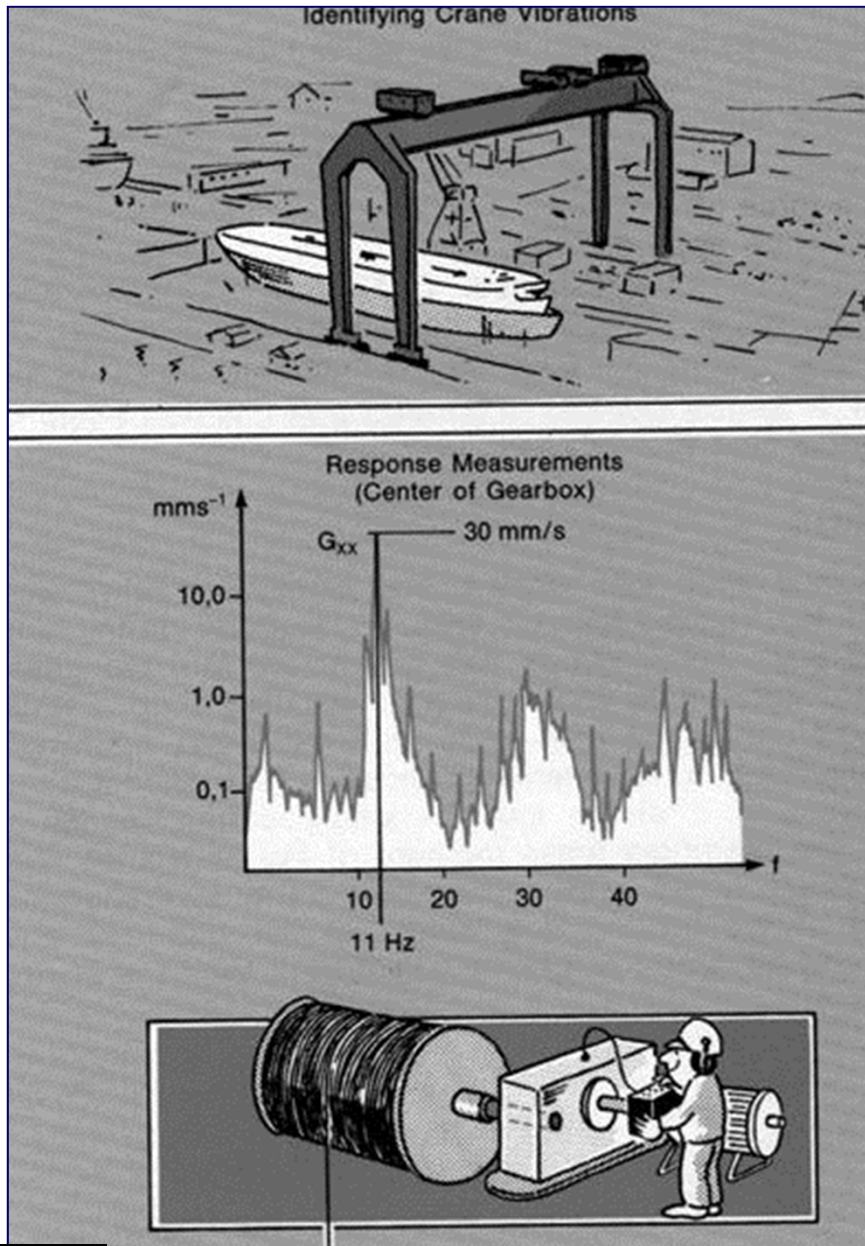 Identifying Crane Vibrations
Response Measurements
(Center of Gearbox)
mms⁻¹
Gxx
30 mm/s
10,0
1.0
0,1
f
10
20
30
40
11 Hz